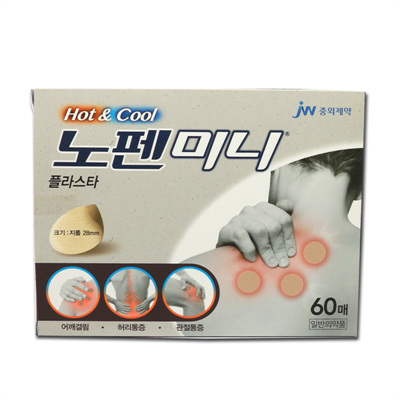 Hot & Cool
jw 중외제약
노펜미니®
플라스타
크기 : 지름 28mm
어깨결림 • 허리통증 • 관절통증
60매
일반의약품